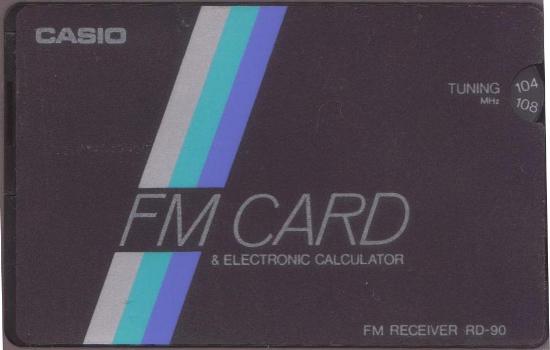 CASIO
TUNING
MHz
104
108
FM CARD
& ELECTRONIC CALCULATOR
FM RECEIVER RD-90